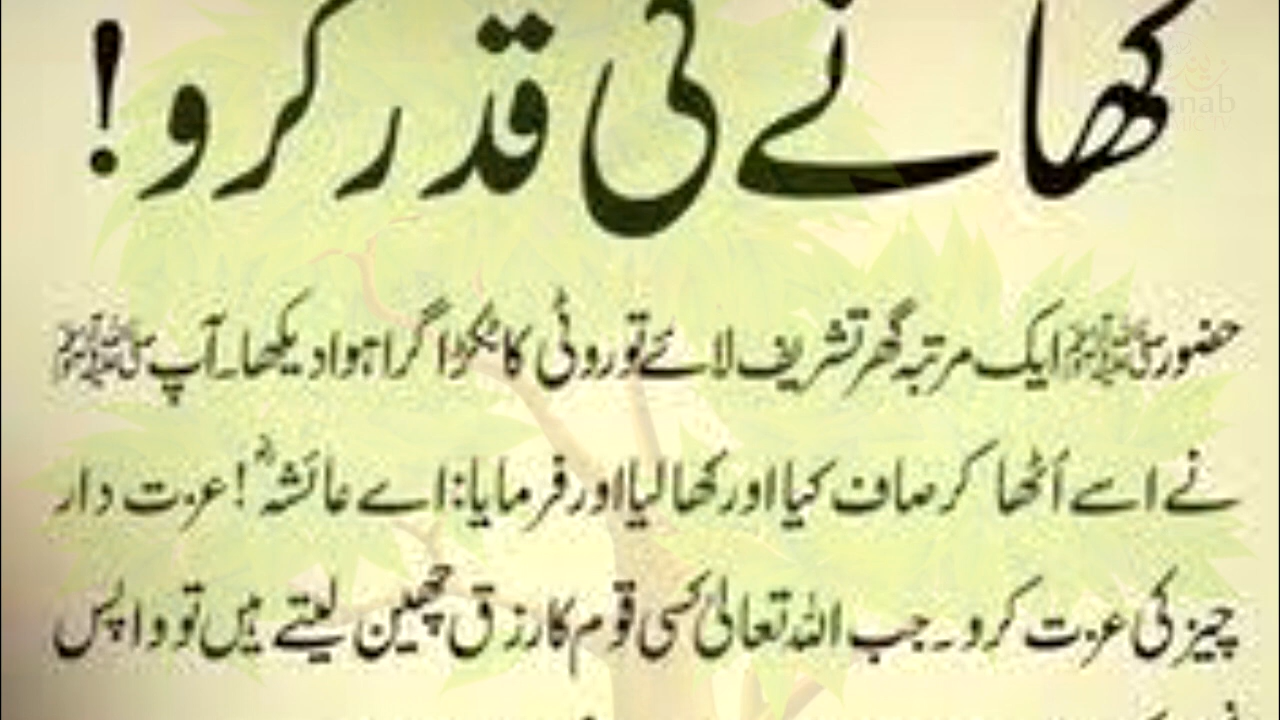 کھانے کی قدر کرو!
حضور ﷺ ایک مرتبہ گھر تشریف لائے تو روٹی کا ٹکڑا گرا ہوا دیکھا۔ آپ ﷺ
نے اسے اُٹھا کر صاف کیا اور کھا لیا اور فرمایا: اے عائشہؓ! عزت دار
چیز کی عزت کرو۔ جب اللہ تعالیٰ کسی قوم کا رزق چھین لیتے ہیں تو واپس